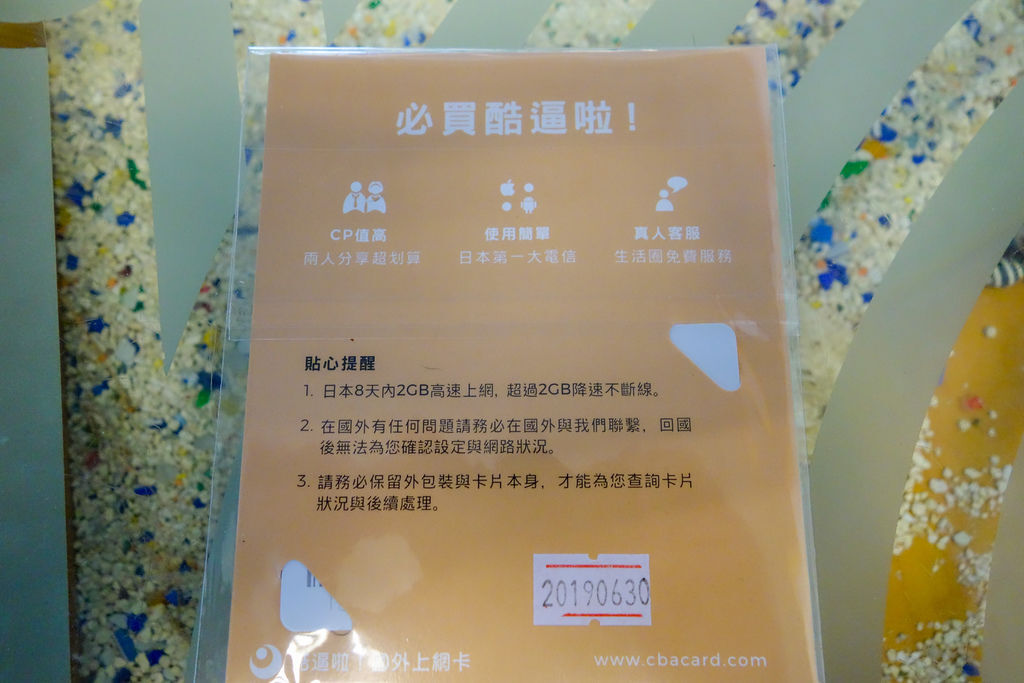 必買酷逼啦！
CP值高
使用簡單
真人客服
兩人分享超划算
日本第一大電信
生活圈免費服務
貼心提醒
1. 日本8天內2GB高速上網, 超過2GB降速不斷線。
2. 在國外有任何問題請務必在國外與我們聯繫, 回國
後無法為您確認設定與網路狀況。
3. 請務必保留外包裝與卡片本身, 才能為您查詢卡片
狀況與後續處理。
20190630
逼啦！國外上網卡
www.cbacard.com